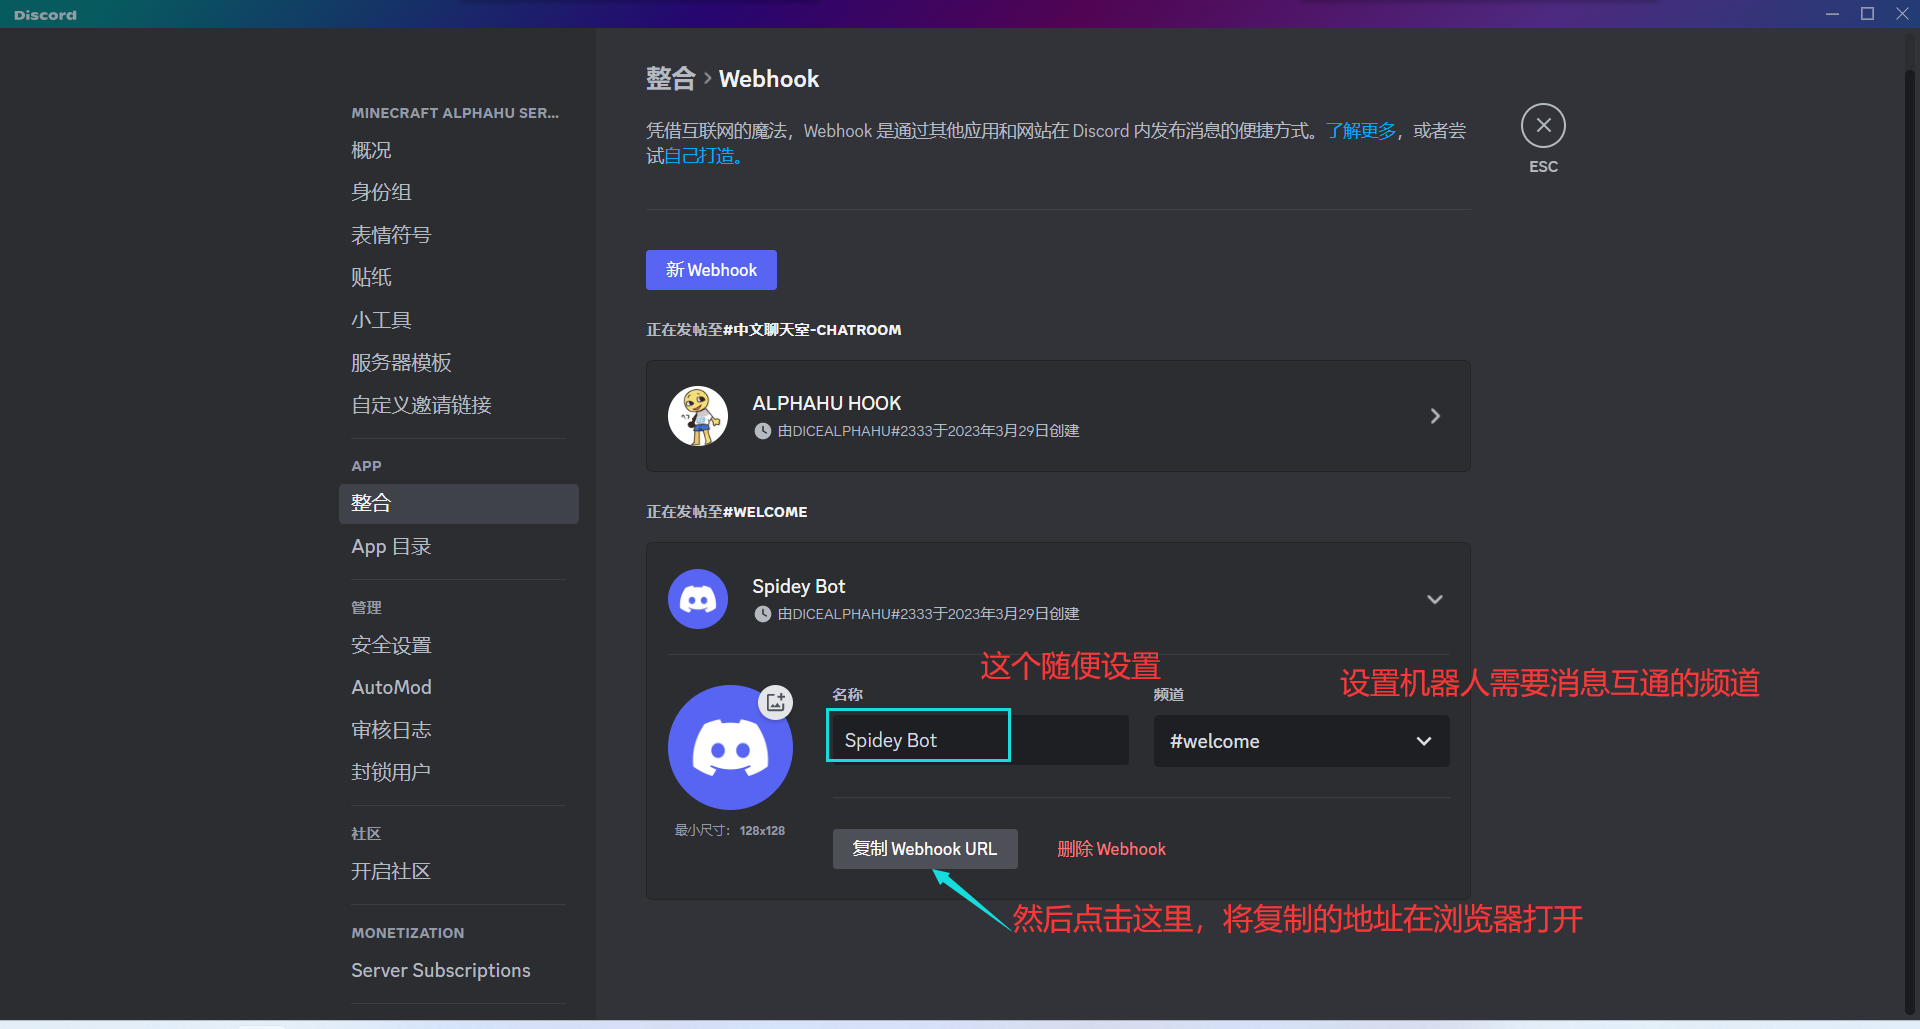 Discord
MINECRAFT ALPHAHU SER...
概况
身份组
表情符号
贴纸
小工具
服务器模板
自定义邀请链接
APP
整合
App 目录
管理
安全设置
AutoMod
审核日志
封锁用户
社区
开启社区
MONETIZATION
Server Subscriptions
整合 › Webhook
凭借互联网的魔法，Webhook 是通过其他应用和网站在 Discord 内发布消息的便捷方式。了解更多，或者尝
试自己打造。
ESC
新 Webhook
正在发帖至#中文聊天室-CHATROOM
ALPHAHU HOOK
由DICEALPHAHU#2333于2023年3月29日创建
正在发帖至#WELCOME
Spidey Bot
由DICEALPHAHU#2333于2023年3月29日创建
这个随便设置
设置机器人需要消息互通的频道
名称
频道
Spidey Bot
#welcome
最小尺寸： 128x128
复制 Webhook URL
删除 Webhook
然后点击这里，将复制的地址在浏览器打开